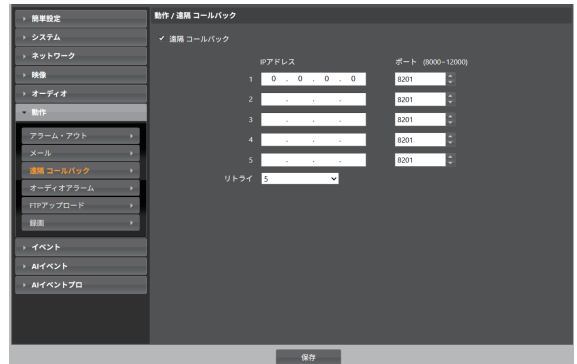 簡単設定
システム
ネットワーク
映像
オーディオ
動作
アラーム・アウト
メール
遠隔 コールバック
オーディオアラーム
FTPアップロード
録画
イベント
AIイベント
AIイベントプロ
動作 / 遠隔 コールバック
✔ 遠隔 コールバック
IPアドレス ポート (8000~12000)
1 0 . 0 . 0 . 0 8201
2 . . . 8201
3 . . . 8201
4 . . . 8201
5 . . . 8201
リトライ 5
保存